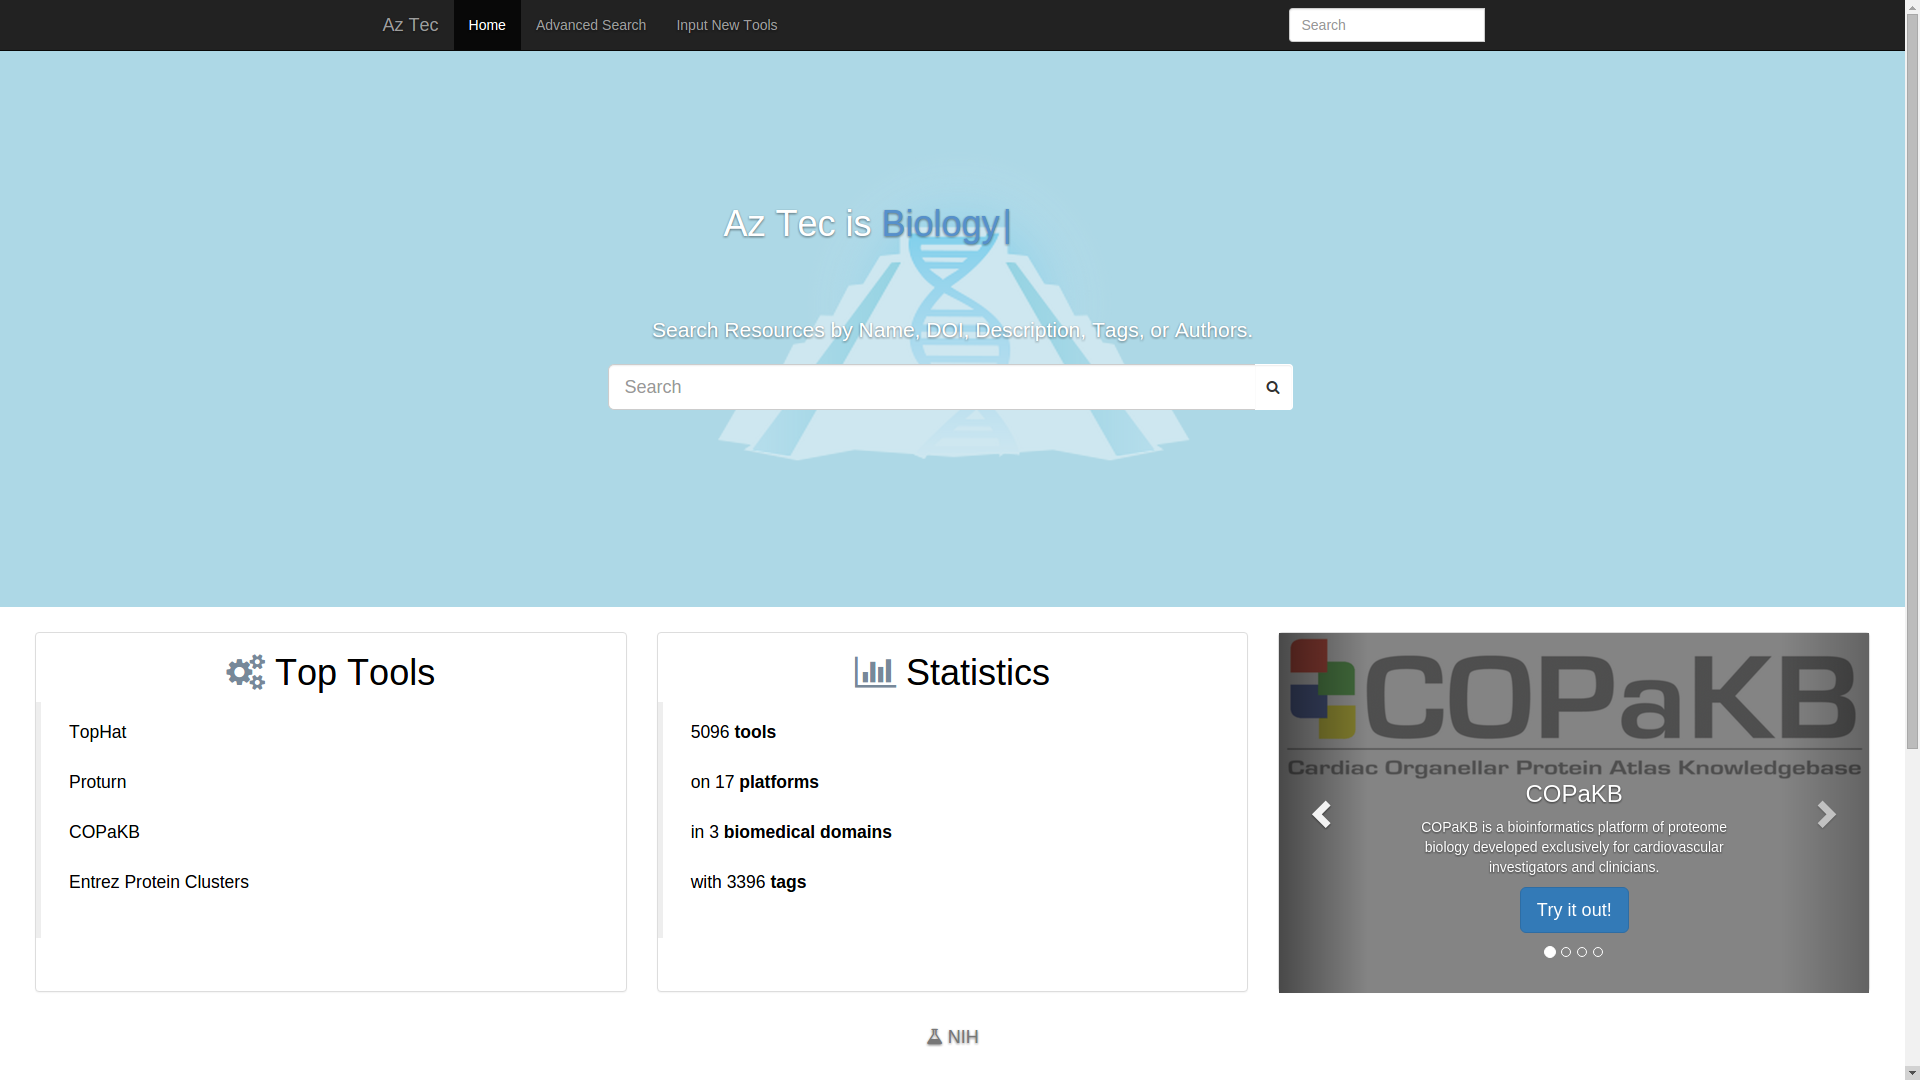 Az Tec Home Advanced Search Input New Tools Search
Az Tec is Biology|
Search Resources by Name, DOI, Description, Tags, or Authors.
Search
Top Tools
TopHat
Proturn
COPaKB
Entrez Protein Clusters
Statistics
5096 tools
on 17 platforms
in 3 biomedical domains
with 3396 tags
COPaKB
Cardiac Organellar Protein Atlas Knowledgebase
COPaKB
COPaKB is a bioinformatics platform of proteome
biology developed exclusively for cardiovascular
investigators and clinicians.
Try it out!
NIH